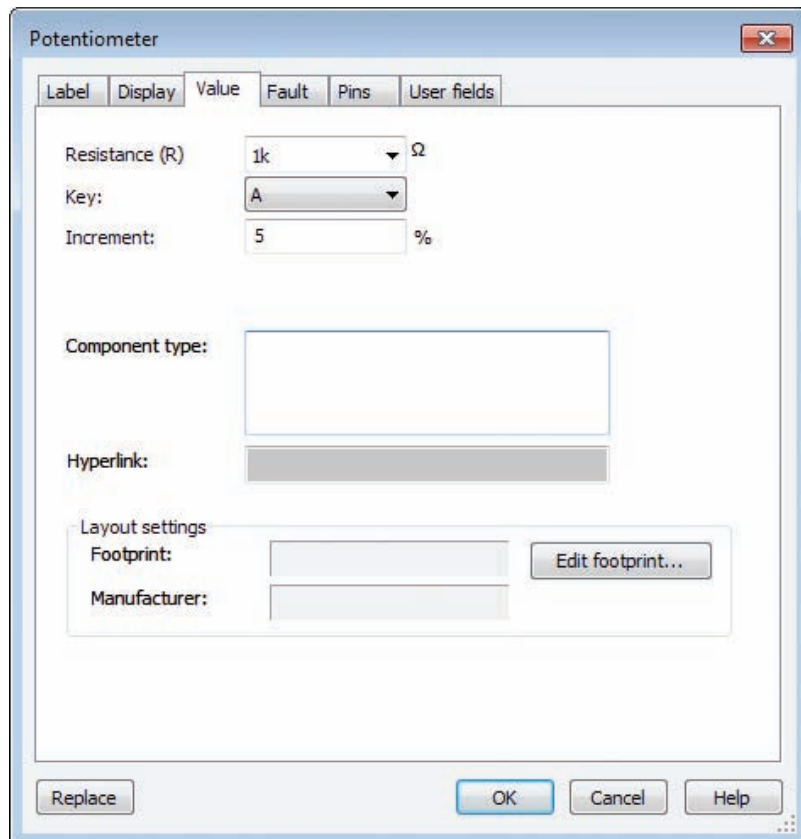 Potentiometer
Label Display Value Fault Pins User fields
Resistance (R) 1k Ω
Key: A
Increment: 5 %
Component type:
Hyperlink:
Layout settings
Footprint: Edit footprint...
Manufacturer:
Replace OK Cancel Help